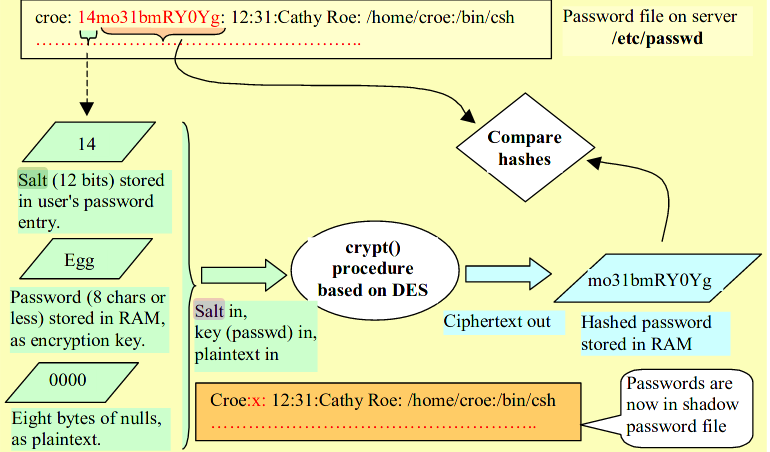 croe: 14mo31bmRY0Yg: 12:31:Cathy Roe: /home/croe:/bin/csh
Password file on server
/etc/passwd
14
Salt (12 bits) stored
in user's password
entry.
Egg
Password (8 chars or
less) stored in RAM,
as encryption key.
0000
Eight bytes of nulls,
as plaintext.
Salt in,
key (passwd) in,
plaintext in
crypt()
procedure
based on DES
Ciphertext out
Compare
hashes
mo31bmRY0Yg
Hashed password
stored in RAM
Croe:x: 12:31:Cathy Roe: /home/croe:/bin/csh
Passwords are
now in shadow
password file